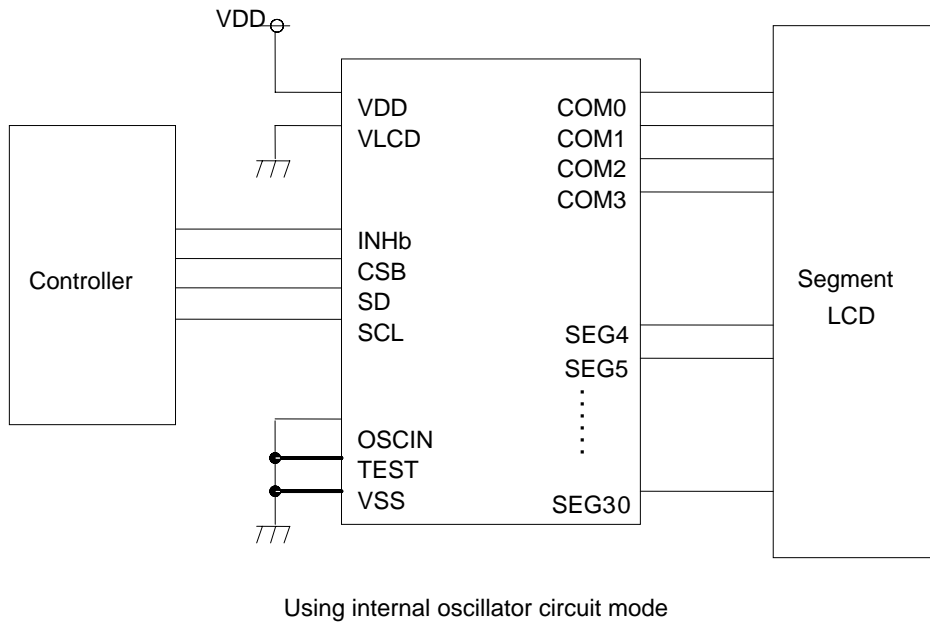 VDD
VDD
VLCD
INHb
CSB
SD
SCL
OSCIN
TEST
VSS
COM0
COM1
COM2
COM3
SEG4
SEG5
SEG30
Controller
Segment
LCD
Using internal oscillator circuit mode